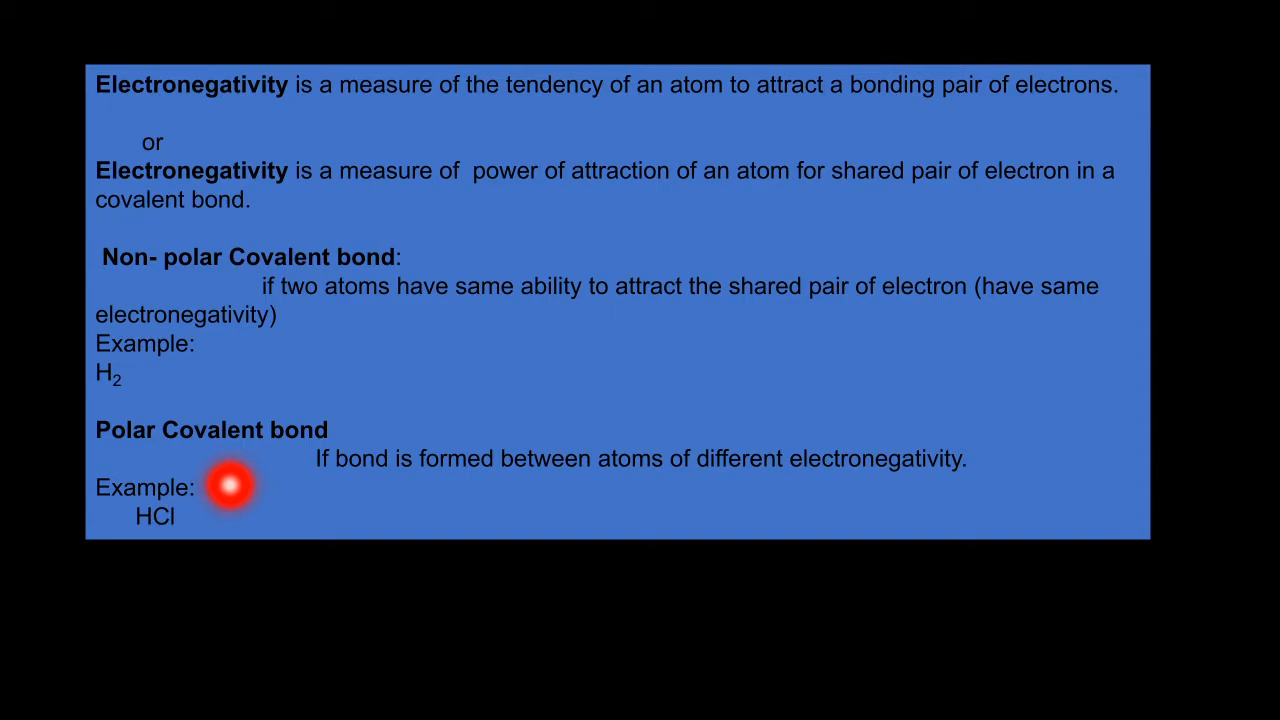 Electronegativity is a measure of the tendency of an atom to attract a bonding pair of electrons.
or
Electronegativity is a measure of  power of attraction of an atom for shared pair of electron in a
covalent bond.
Non- polar Covalent bond:
if two atoms have same ability to attract the shared pair of electron (have same
electronegativity)
Example:
H₂
Polar Covalent bond
If bond is formed between atoms of different electronegativity.
Example:
HCl